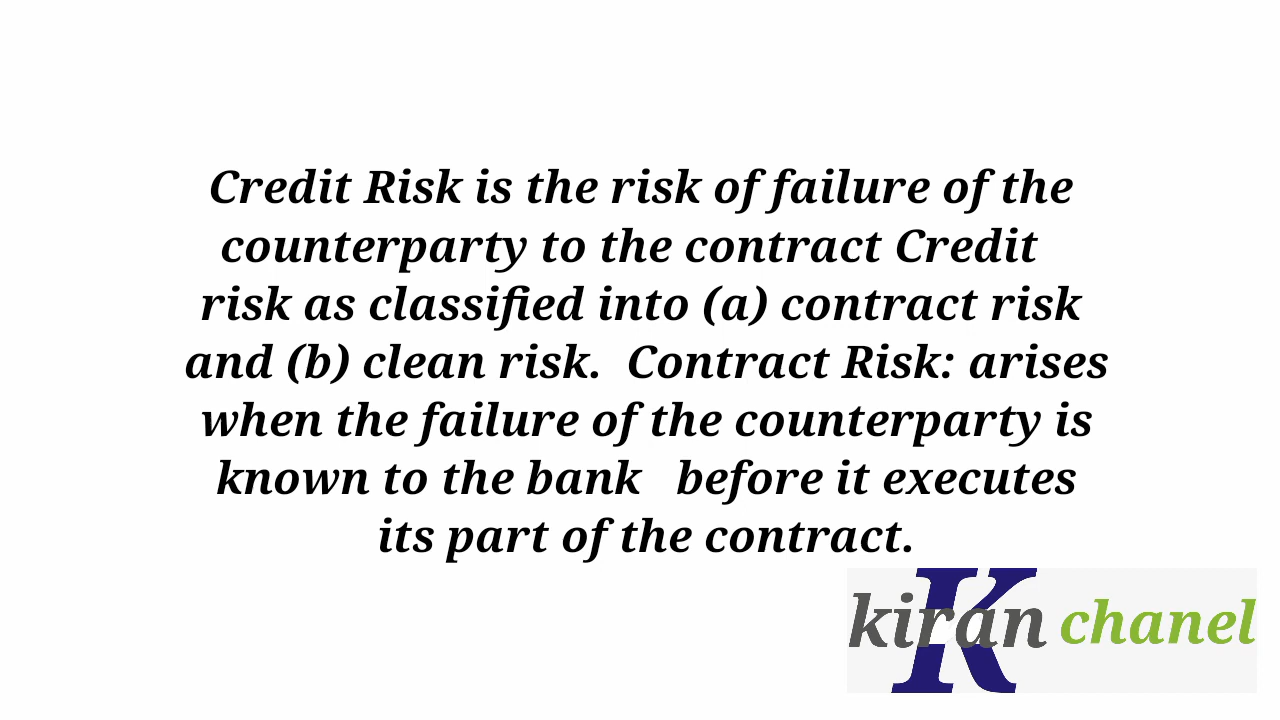 Credit Risk is the risk of failure of the
counterparty to the contract Credit
risk as classified into (a) contract risk
and (b) clean risk. Contract Risk: arises
when the failure of the counterparty is
known to the bank before it executes
its part of the contract.
K
kiran chanel